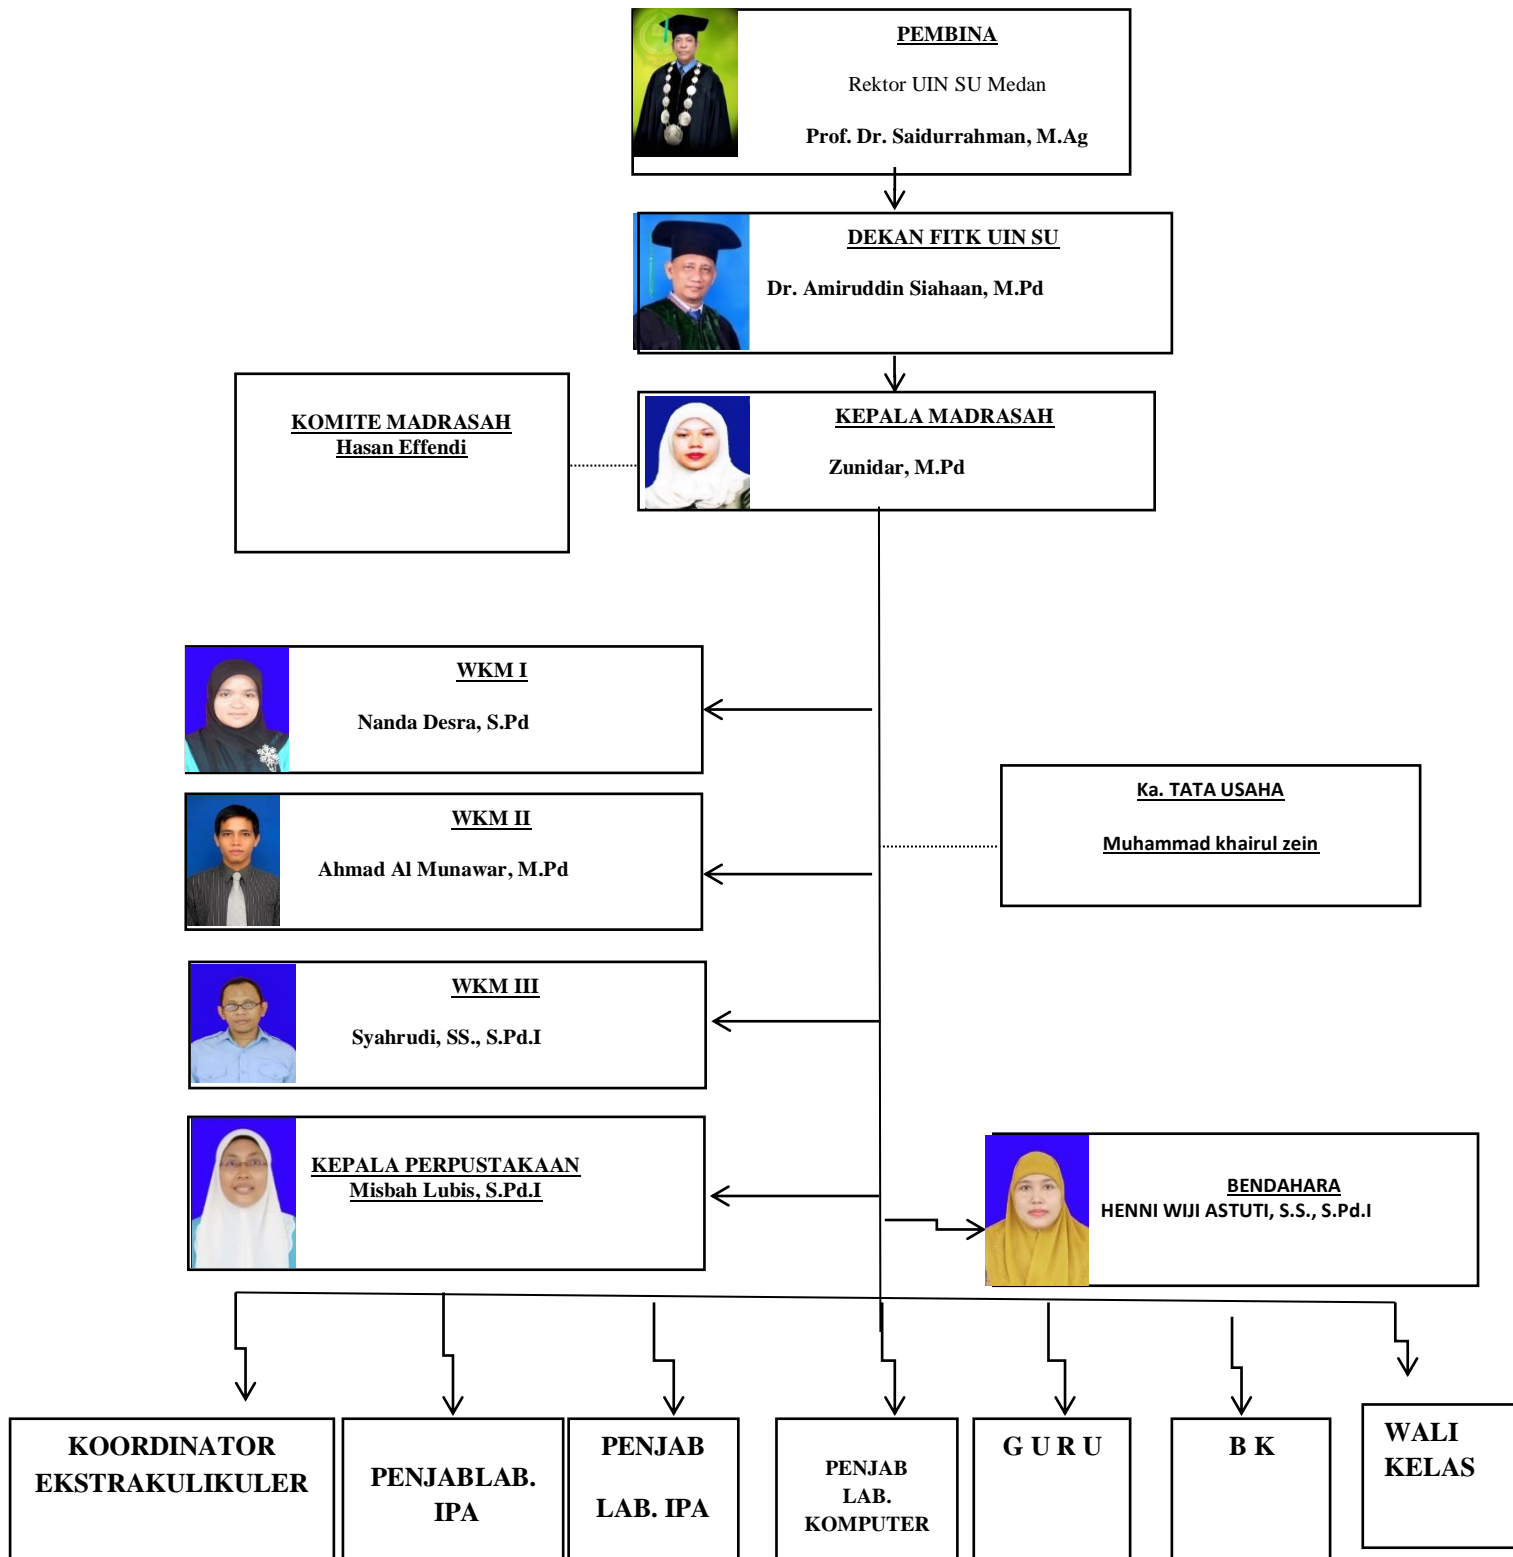 PEMBINA
Rektor UIN SU Medan
Prof. Dr. Saidurrahman, M.Ag
DEKAN FITK UIN SU
Dr. Amiruddin Siahaan, M.Pd
KOMITE MADRASAH
Hasan Effendi
KEPALA MADRASAH
Zunidar, M.Pd
WKM I
Nanda Desra, S.Pd
WKM II
Ahmad Al Munawar, M.Pd
Ka. TATA USAHA
Muhammad khairul zein
WKM III
Syahrudi, SS., S.Pd.I
KEPALA PERPUSTAKAAN
Misbah Lubis, S.Pd.I
BENDAHARA
HENNI WIJI ASTUTI, S.S., S.Pd.I
KOORDINATOR
EKSTRAKULIKULER
PENJABLAB.
IPA
PENJAB
LAB. IPA
PENJAB
LAB.
KOMPUTER
G U R U
B K
WALI
KELAS